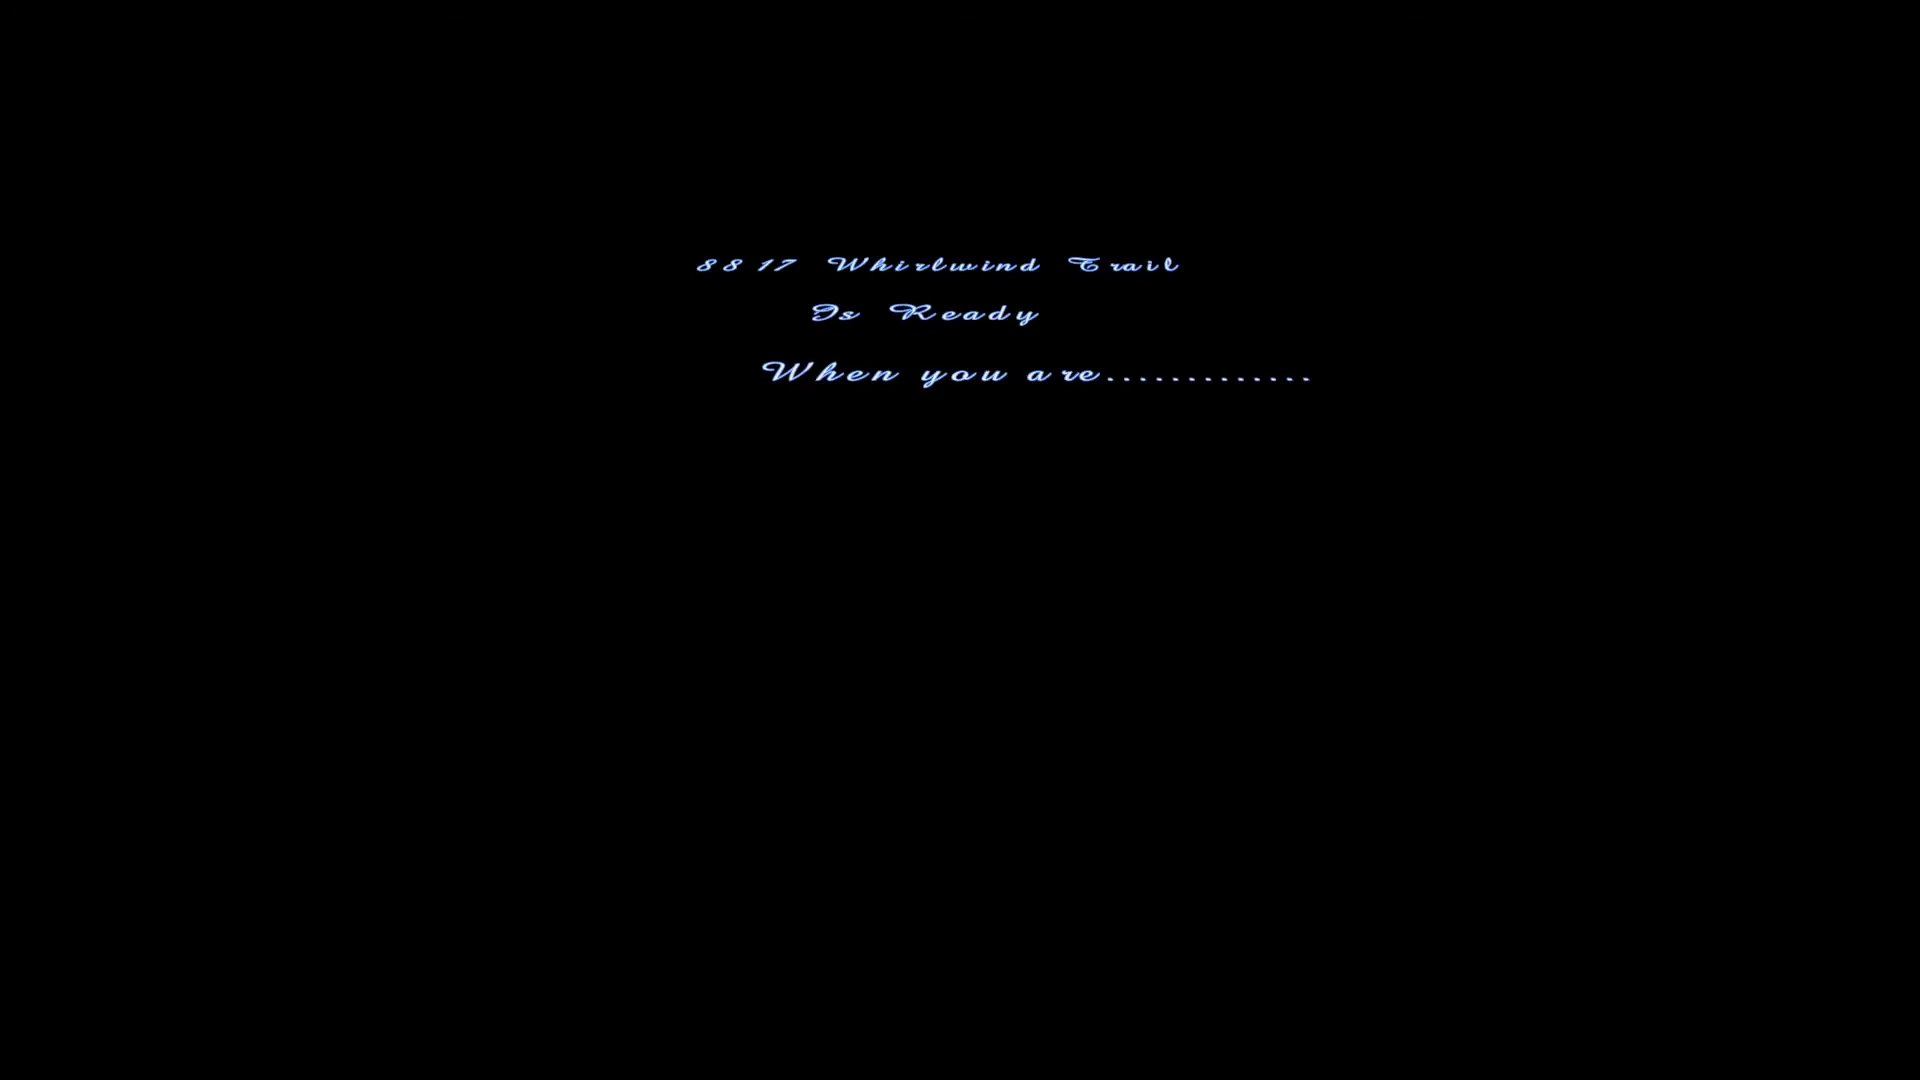 8817 Whirlwind Trail
Is Ready
When you are.............